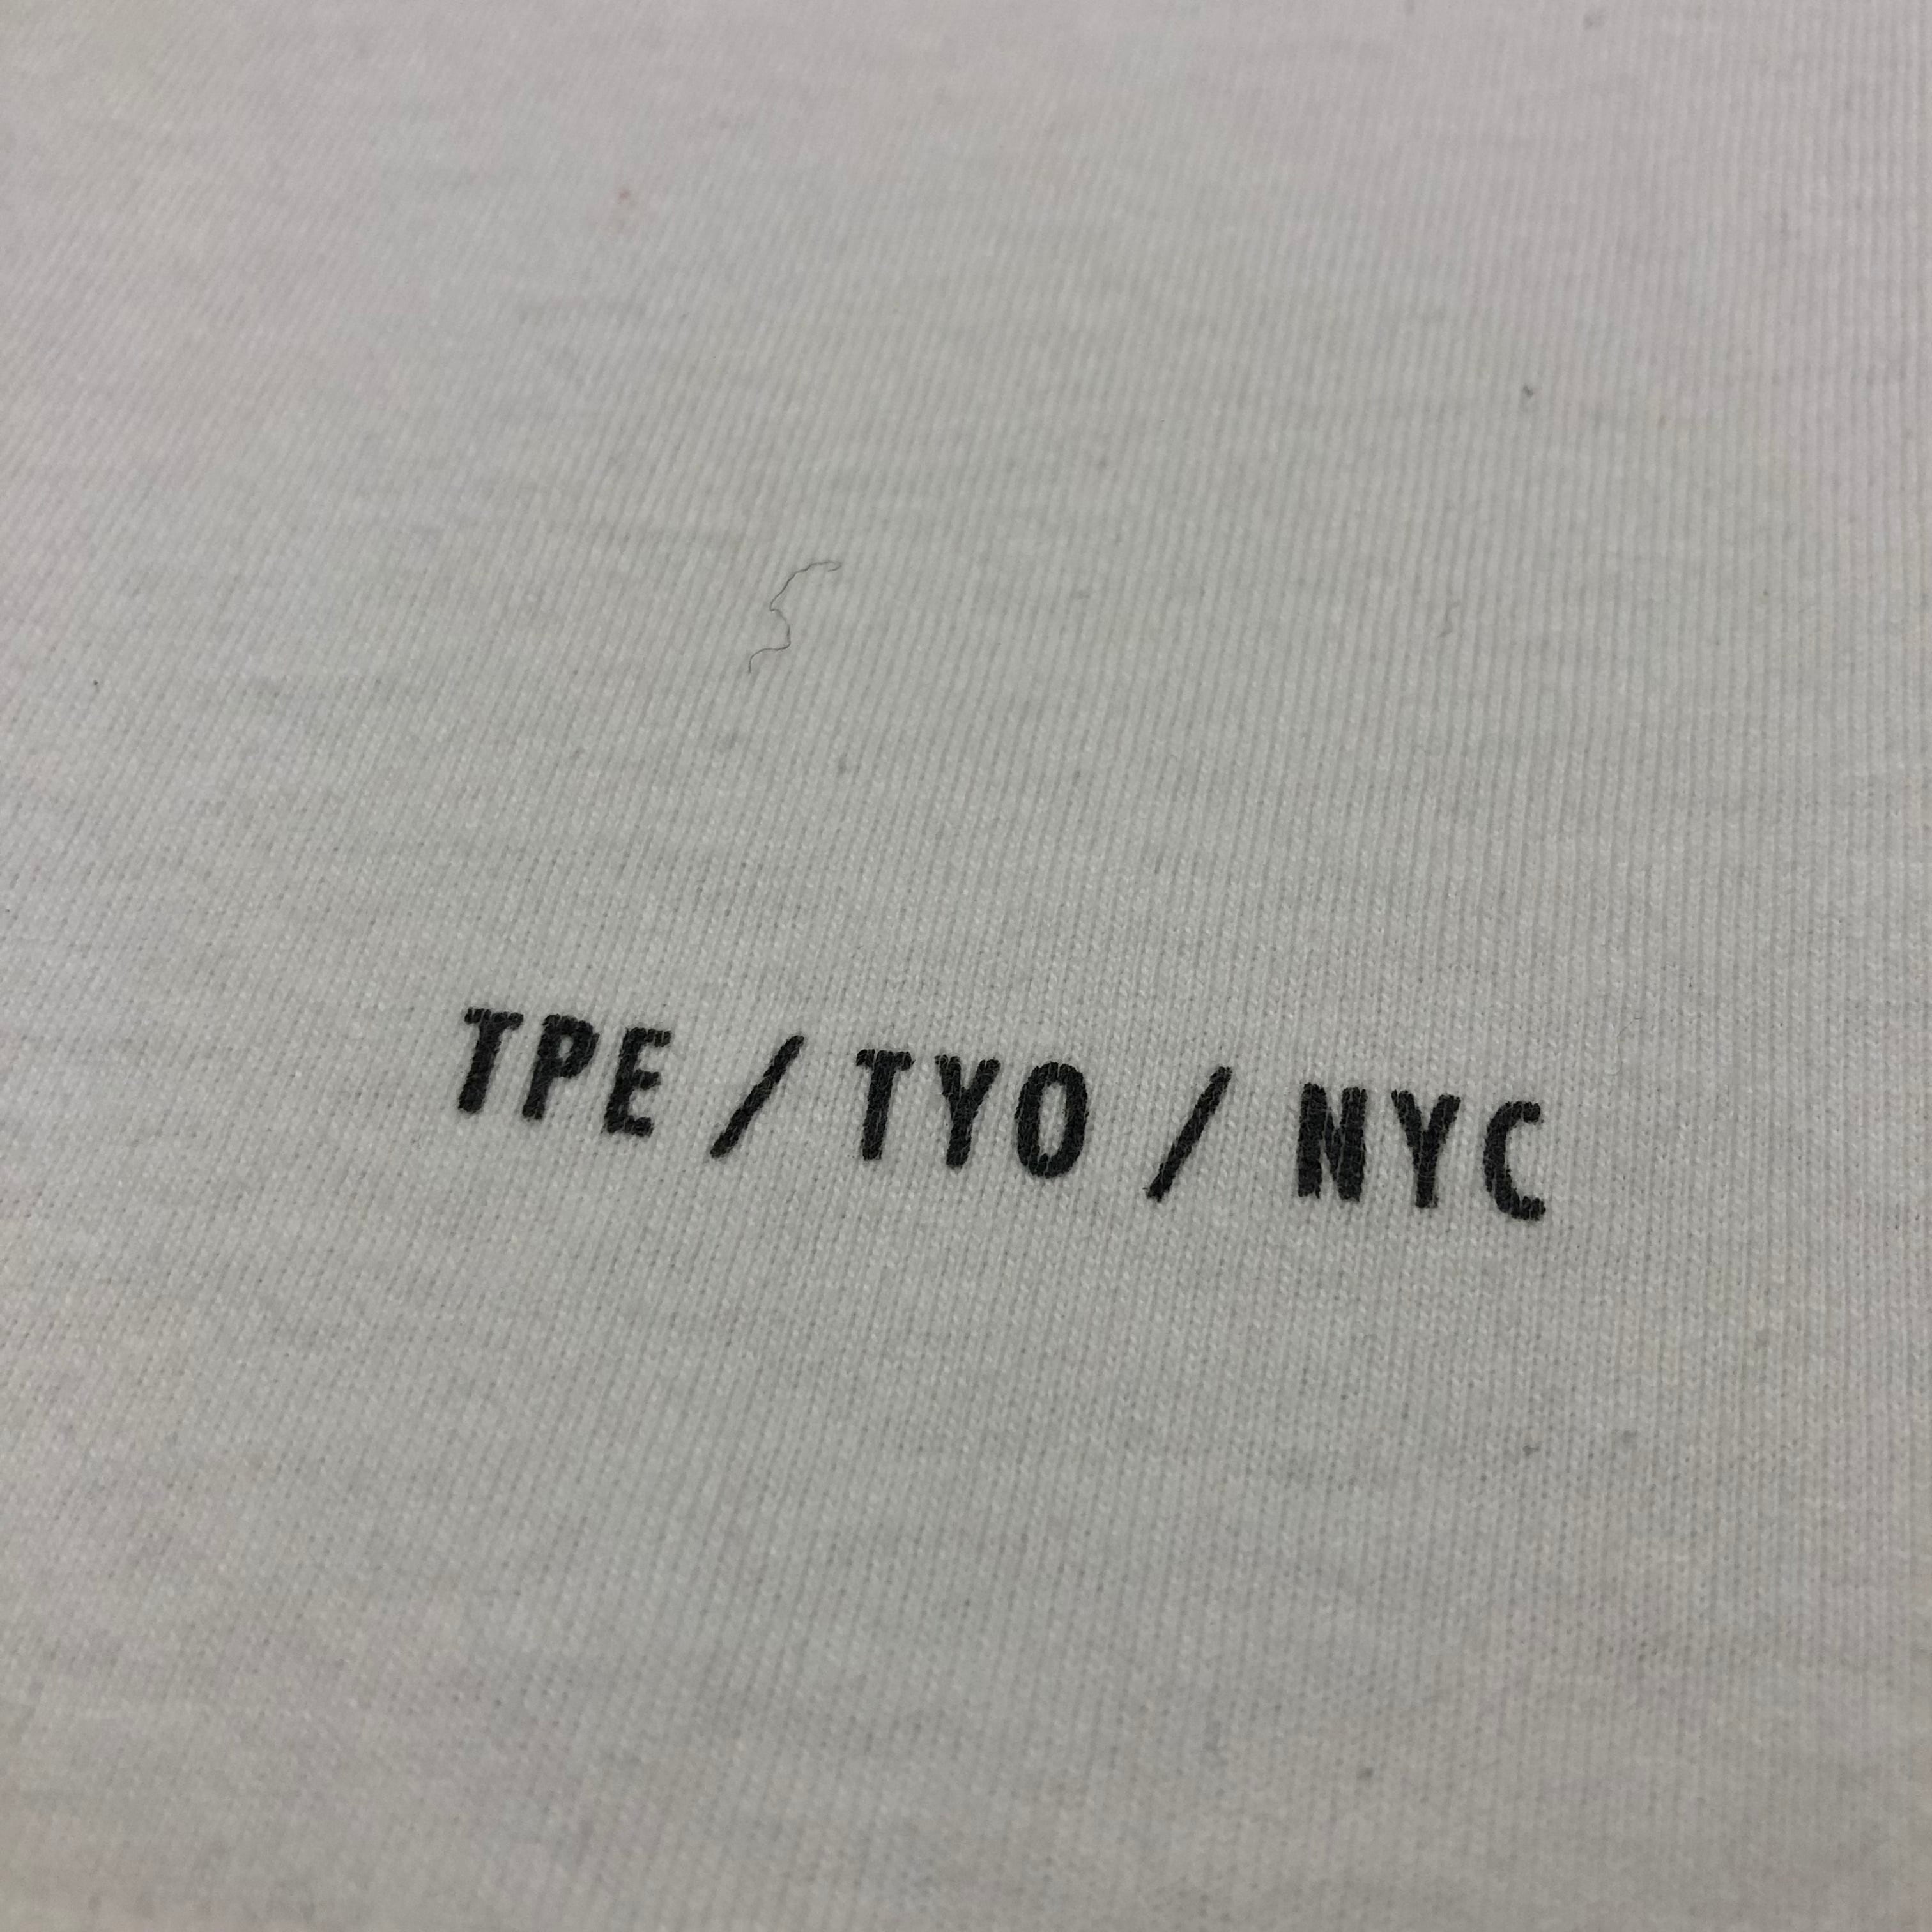 TPE / TYO / NYC